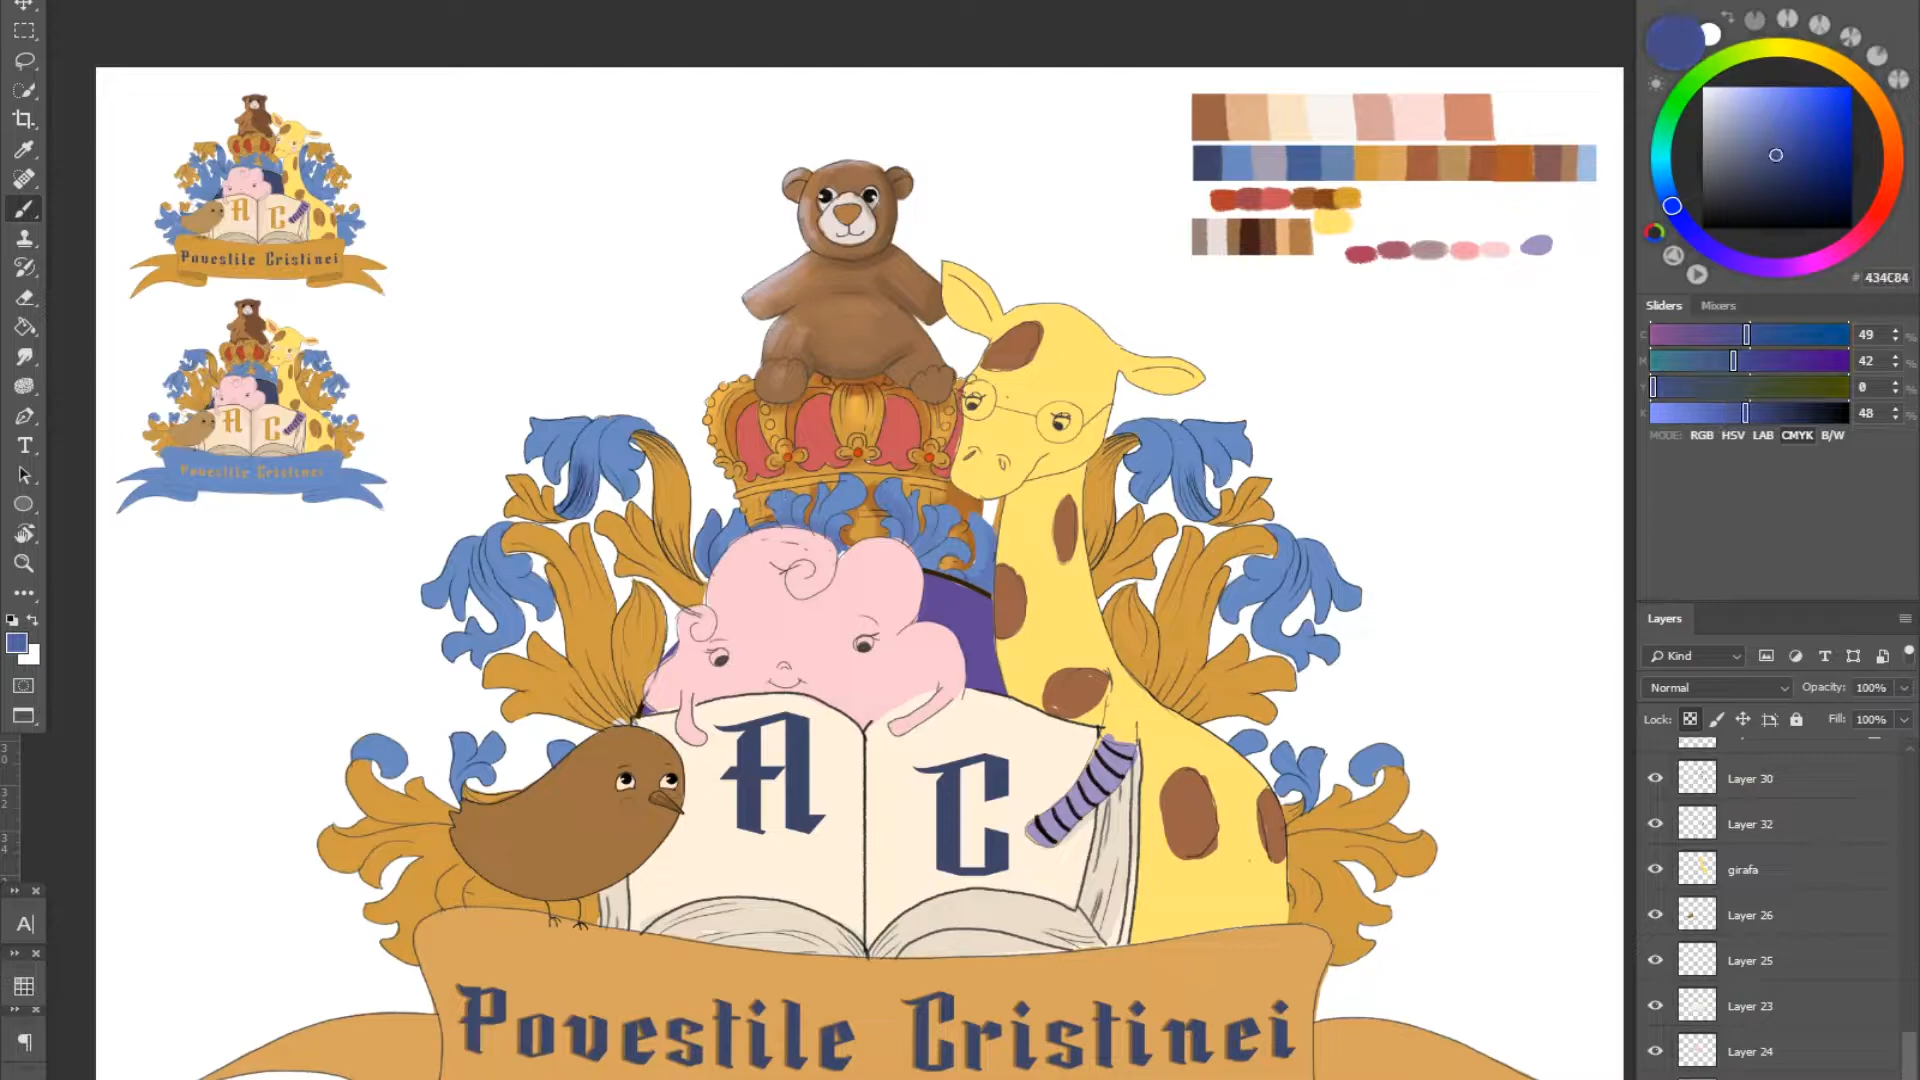 A
C
Povestile Cristinei
A
C
Povestile Cristinei
A
C
Povestile Cristinei
# 434C84
Sliders
Mixers
C
49
%
M
42
%
Y
0
%
K
48
%
MODE: RGB HSV LAB CMYK B/W
Layers
Kind
Normal
Opacity: 100%
Lock:
Fill: 100%
Layer 30
Layer 32
girafa
Layer 26
Layer 25
Layer 23
Layer 24